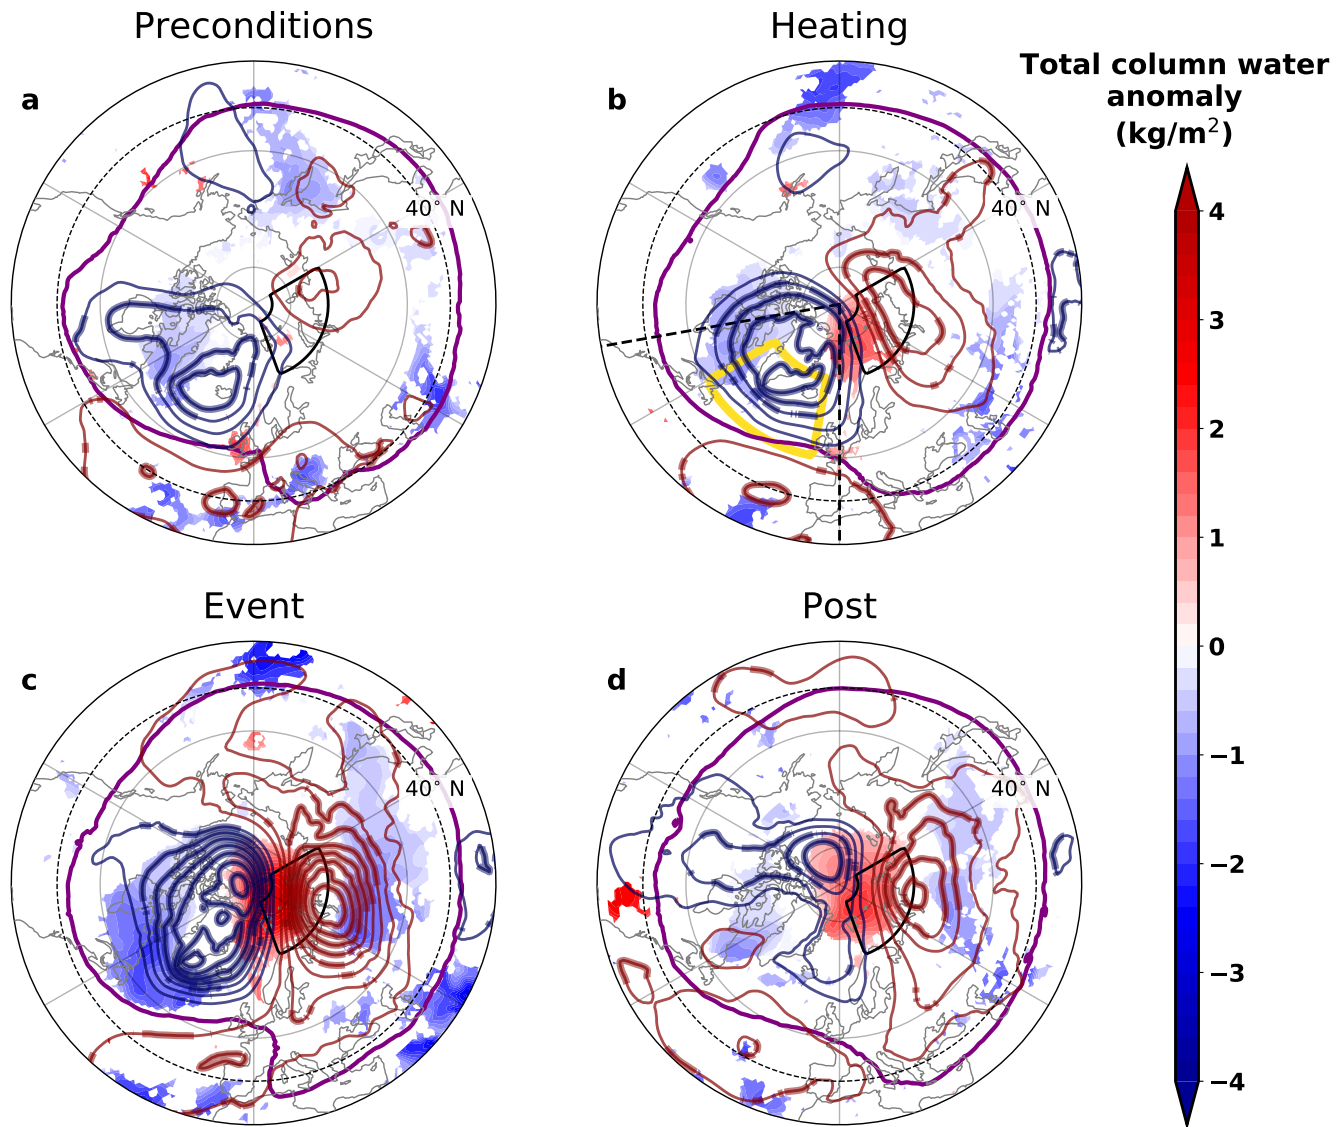 Preconditions
Heating
Total column water
anomaly
(kg/m²)
a
b
40° N
40° N
4
3
2
1
0
−1
−2
−3
−4
Event
Post
c
d
40° N
40° N